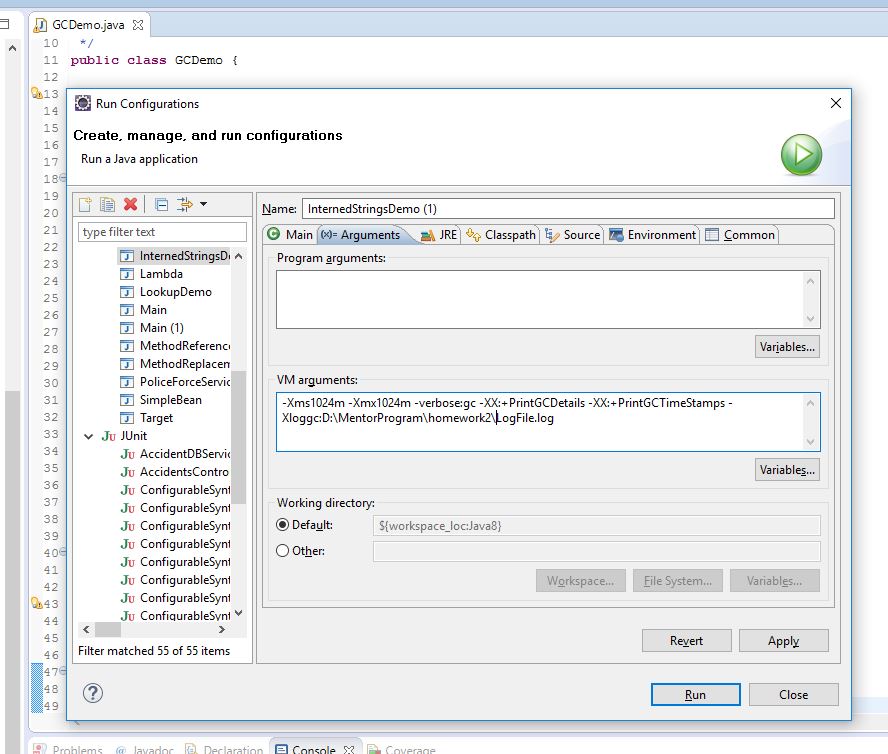 GCDemo.java
10 */
11 public class GCDemo {
12
13
14
15
16
17
18
19
20
21
22
23
24
25
26
27
28
29
30
31
32
33
34
35
36
37
38
39
40
41
42
43
44
45
46
47
48
49
Run Configurations
Create, manage, and run configurations
Run a Java application
type filter text
InternedStringsDe
Lambda
LookupDemo
Main
Main (1)
MethodReference
MethodReplacem
PoliceForceServic
SimpleBean
Target
JUnit
AccidentDBServic
AccidentsContro
ConfigurableSynt
ConfigurableSynt
ConfigurableSynt
ConfigurableSynt
ConfigurableSynt
ConfigurableSynt
ConfigurableSynt
ConfigurableSynt
Filter matched 55 of 55 items
Name: InternedStringsDemo (1)
Main (x)= Arguments JRE Classpath Source Environment Common
Program arguments:
Variables...
VM arguments:
-Xms1024m -Xmx1024m -verbose:gc -XX:+PrintGCDetails -XX:+PrintGCTimeStamps -
Xloggc:D:\MentorProgram\homework2\LogFile.log
Variables...
Working directory:
Default: ${workspace_loc:Java8}
Other:
Workspace... File System... Variables...
Revert Apply
Run Close
Problems @ Javadoc Declaration Console Coverage